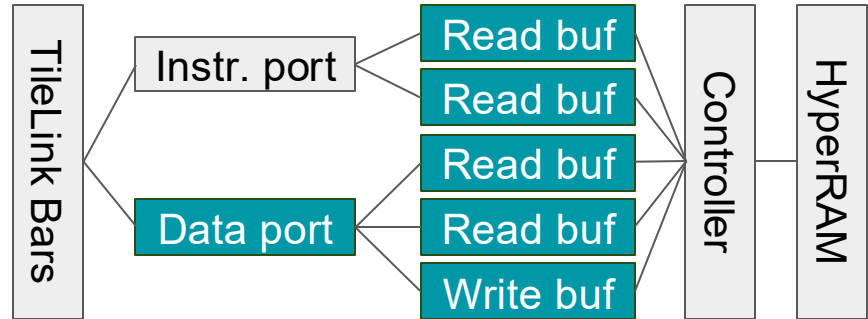 TileLink Bars
Instr. port
Data port
Read buf
Read buf
Read buf
Read buf
Write buf
Controller
HyperRAM